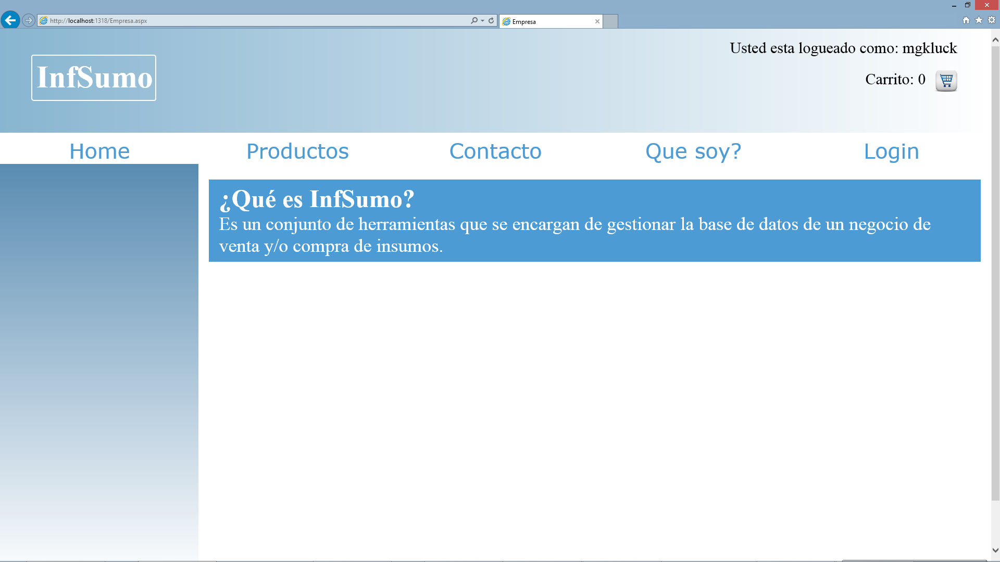 http://localhost:1318/Empresa.aspx
Empresa
Usted esta logueado como: mgkluck
InfSumo
Carrito: 0
Home Productos Contacto Que soy? Login
¿Qué es InfSumo?
Es un conjunto de herramientas que se encargan de gestionar la base de datos de un negocio de
venta y/o compra de insumos.